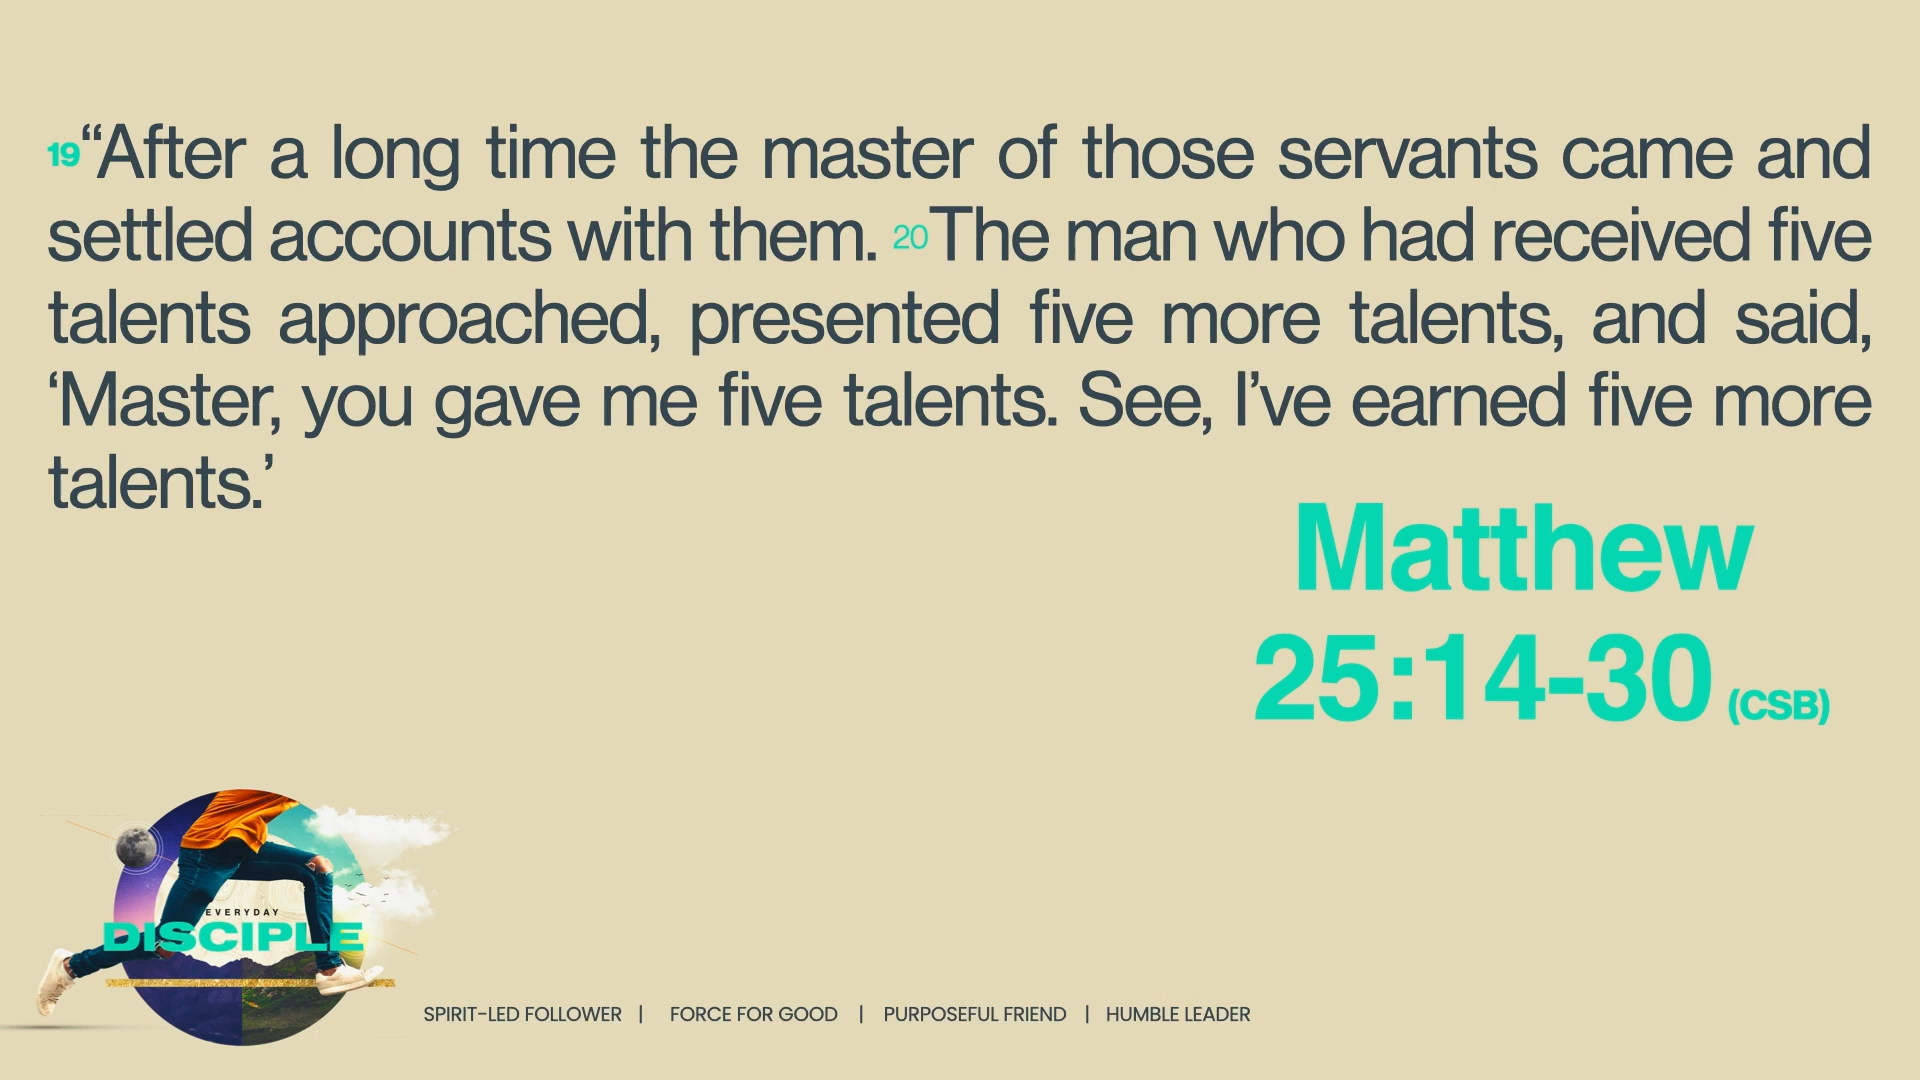 19“After a long time the master of those servants came and
settled accounts with them. 20The man who had received five
talents approached, presented five more talents, and said,
‘Master, you gave me five talents. See, I’ve earned five more
talents.’
Matthew
25:14-30 (CSB)
EVERYDAY
DISCIPLE
SPIRIT-LED FOLLOWER | FORCE FOR GOOD | PURPOSEFUL FRIEND | HUMBLE LEADER